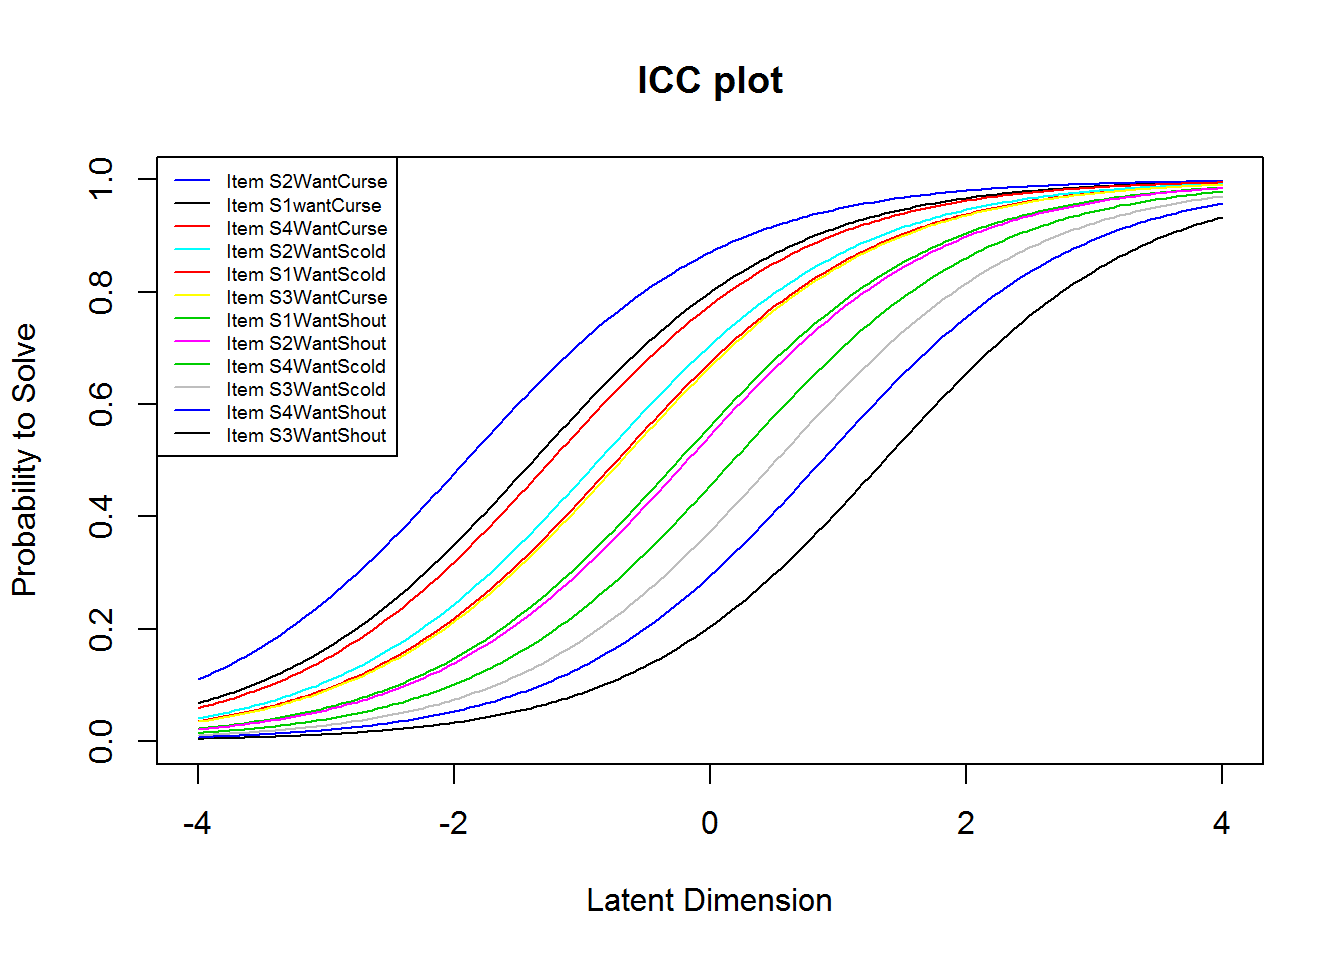 ICC plot
Item S2WantCurse
Item S1wantCurse
Item S4WantCurse
Item S2WantScold
Item S1WantScold
Item S3WantCurse
Item S1WantShout
Item S2WantShout
Item S4WantScold
Item S3WantScold
Item S4WantShout
Item S3WantShout
1.0
0.8
0.6
0.4
0.2
0.0
Probability to Solve
-4 -2 0 2 4
Latent Dimension